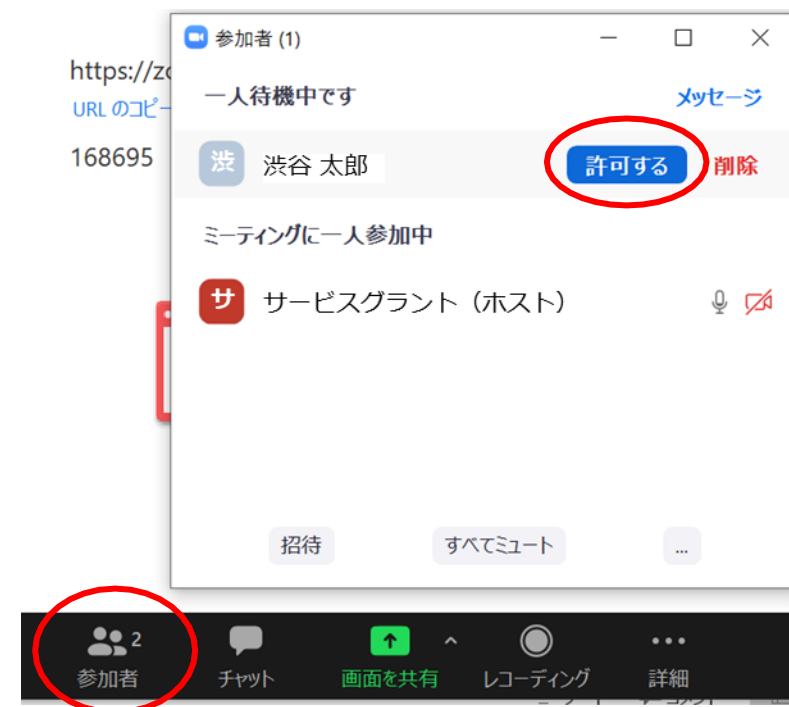 参加者 (1)
https://zo
URL のコピー
168695
一人待機中です メッセージ
渋 渋谷 太郎 許可する 削除
ミーティングに一人参加中
サ サービスグラント（ホスト）
招待 すべてミュート ...
2
参加者 チャット 画面を共有 レコーディング 詳細